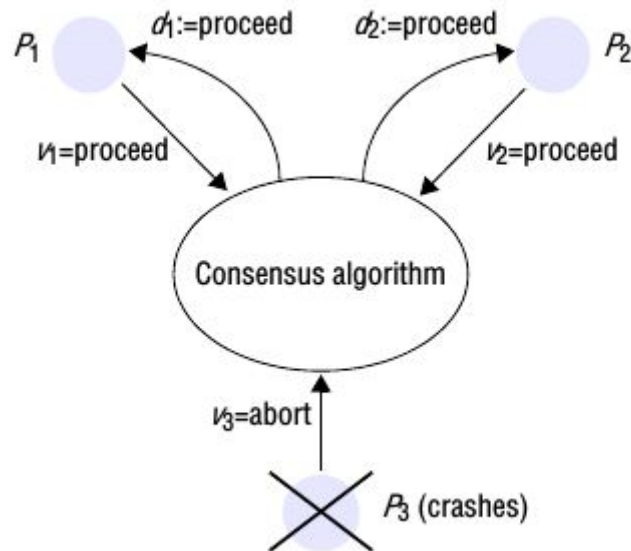 d1:=proceed
d2:=proceed
P1
P2
v1=proceed
v2=proceed
Consensus algorithm
v3=abort
P3 (crashes)